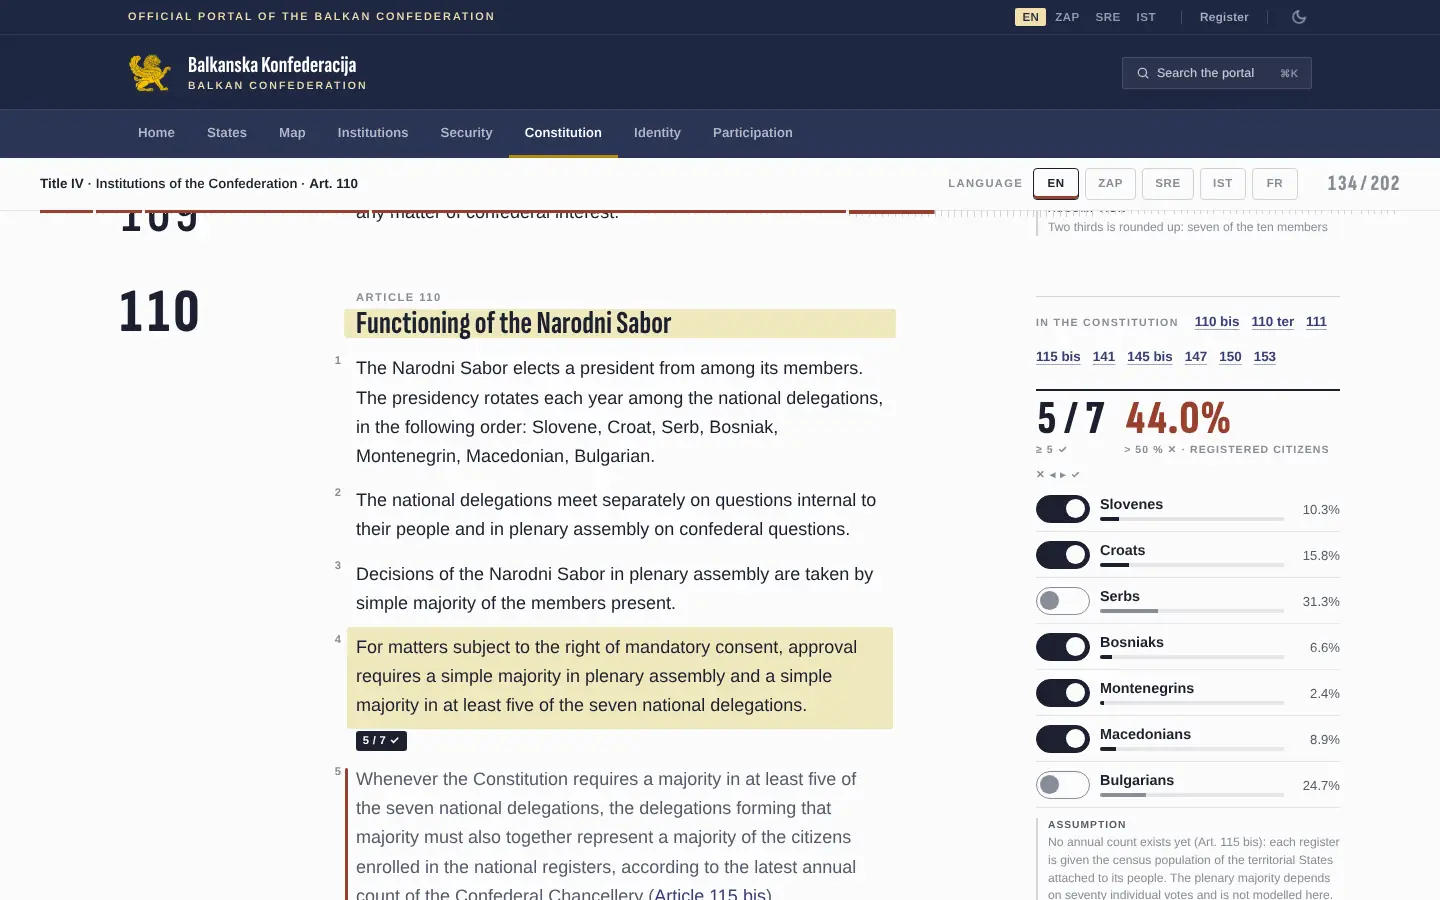 OFFICIAL PORTAL OF THE BALKAN CONFEDERATION
EN ZAP SRE IST Register
Balkanska Konfederacija
BALKAN CONFEDERATION
Search the portal ⌘K
Home States Map Institutions Security Constitution Identity Participation
Title IV · Institutions of the Confederation · Art. 110
LANGUAGE EN ZAP SRE IST FR 134/202
109
any matter of confederal interest.
Two thirds is rounded up: seven of the ten members
110
ARTICLE 110
Functioning of the Narodni Sabor
1 The Narodni Sabor elects a president from among its members.
The presidency rotates each year among the national delegations,
in the following order: Slovene, Croat, Serb, Bosniak,
Montenegrin, Macedonian, Bulgarian.
2 The national delegations meet separately on questions internal to
their people and in plenary assembly on confederal questions.
3 Decisions of the Narodni Sabor in plenary assembly are taken by
simple majority of the members present.
4 For matters subject to the right of mandatory consent, approval
requires a simple majority in plenary assembly and a simple
majority in at least five of the seven national delegations.
5 / 7 ✓
5 Whenever the Constitution requires a majority in at least five of
the seven national delegations, the delegations forming that
majority must also together represent a majority of the citizens
enrolled in the national registers, according to the latest annual
count of the Confederal Chancellery (Article 115 bis).
IN THE CONSTITUTION 110 bis 110 ter 111
115 bis 141 145 bis 147 150 153
5 / 7 44.0%
≥ 5 ✓ > 50 % ✕ · REGISTERED CITIZENS
✕ ◂ ▸ ✓
Slovenes 10.3%
Croats 15.8%
Serbs 31.3%
Bosniaks 6.6%
Montenegrins 2.4%
Macedonians 8.9%
Bulgarians 24.7%
ASSUMPTION
No annual count exists yet (Art. 115 bis): each register
is given the census population of the territorial States
attached to its people. The plenary majority depends
on seventy individual votes and is not modelled here.